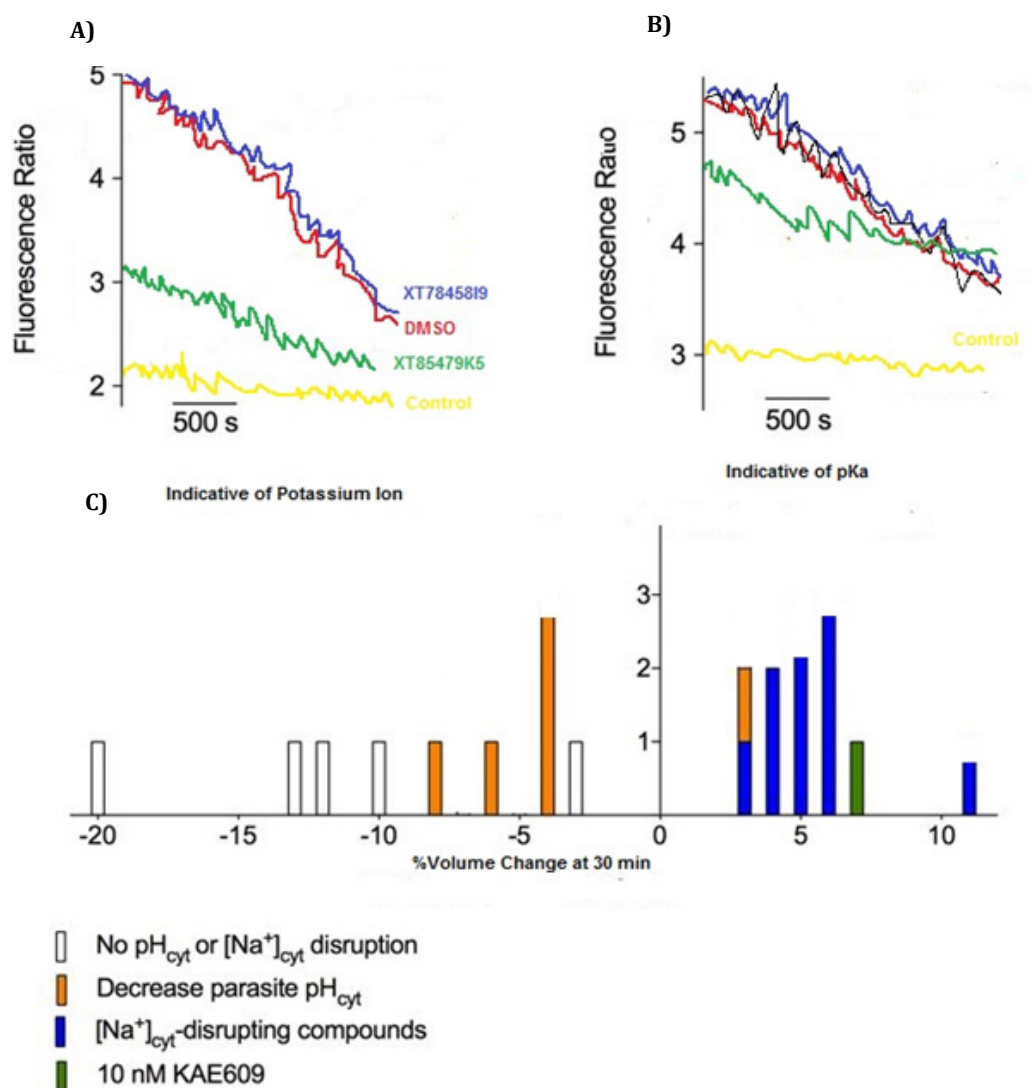 A)
B)
Fluorescence Ratio
5
4
3
2
XT78458I9
DMSO
XT85479K5
Control
500 s
Indicative of Potassium Ion
Fluorescence Rauo
5
4
3
Control
500 s
Indicative of pKa
C)
3
2
1
-20 -15 -10 -5 0 5 10
%Volume Change at 30 min
No pHcyt or [Na+]cyt disruption
Decrease parasite pHcyt
[Na+]cyt-disrupting compounds
10 nM KAE609